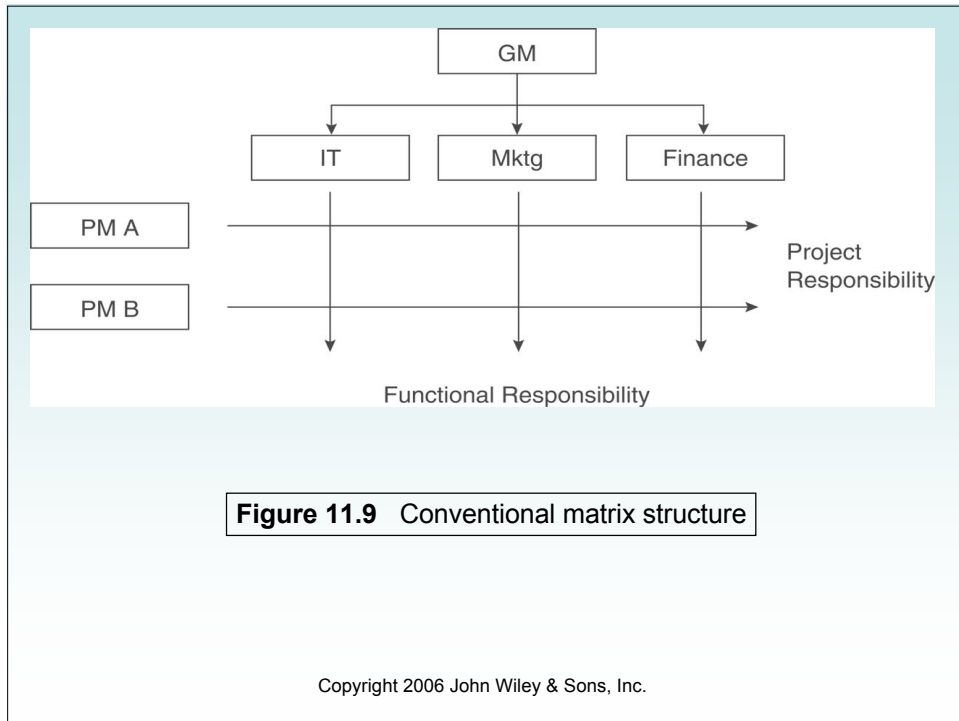 GM
IT
Mktg
Finance
PM A
Project
Responsibility
PM B
Functional Responsibility
Figure 11.9 Conventional matrix structure
Copyright 2006 John Wiley & Sons, Inc.